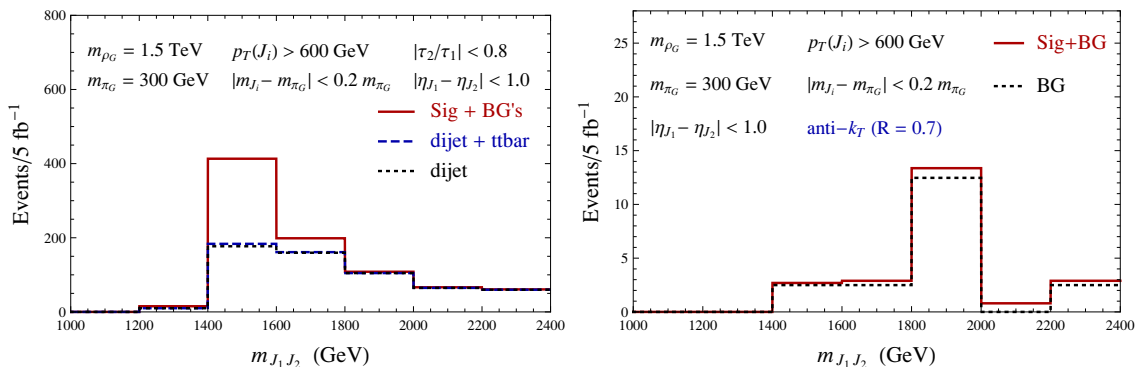 m_{ρ_G} = 1.5 TeV p_T(J_i) > 600 GeV |τ_2/τ_1| < 0.8
m_{π_G} = 300 GeV |m_{J_i} − m_{π_G}| < 0.2 m_{π_G} |η_{J_1} − η_{J_2}| < 1.0
Sig + BG's
dijet + ttbar
dijet
Events/5 fb⁻¹
800
600
400
200
0
1000 1200 1400 1600 1800 2000 2200 2400
m_{J_1 J_2} (GeV)
m_{ρ_G} = 1.5 TeV p_T(J_i) > 600 GeV
Sig+BG
m_{π_G} = 300 GeV |m_{J_i} − m_{π_G}| < 0.2 m_{π_G}
BG
|η_{J_1} − η_{J_2}| < 1.0 anti−k_T (R = 0.7)
Events/5 fb⁻¹
25
20
15
10
5
0
1000 1200 1400 1600 1800 2000 2200 2400
m_{J_1 J_2} (GeV)